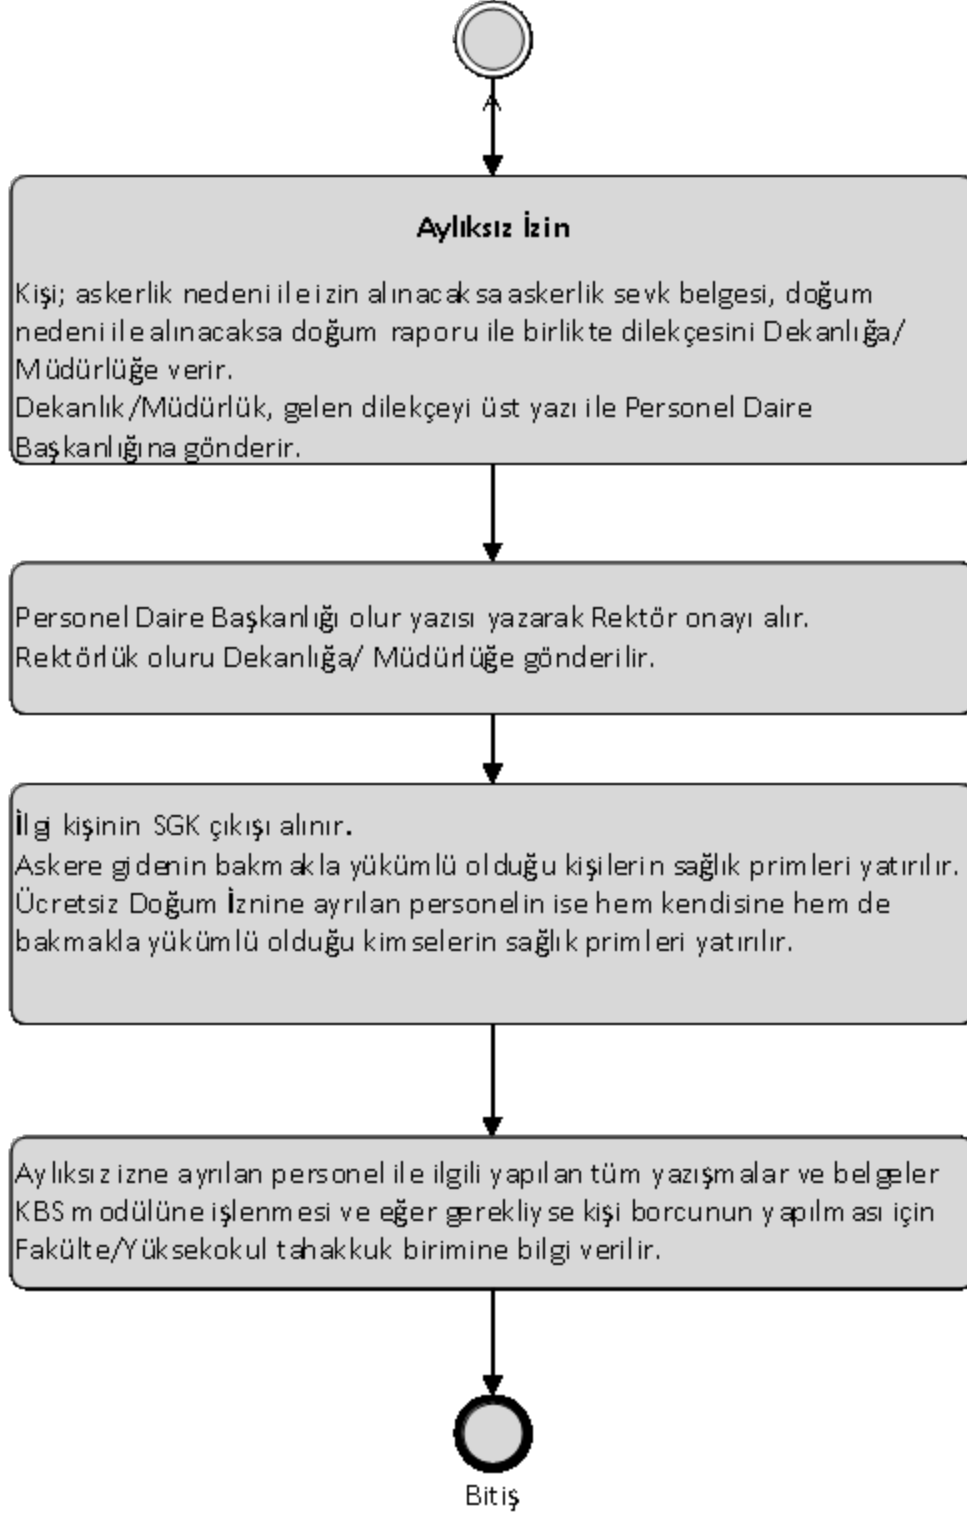 A
Aylıksız İzin
Kişi; askerlik nedeni ile izin alınacaksa askerlik sevk belgesi, doğum
nedeni ile alınacaksa doğum raporu ile birlikte dilekçesini Dekanlığa/
Müdürlüğe verir.
Dekanlık/Müdürlük, gelen dilekçeyi üst yazı ile Personel Daire
Başkanlığına gönderir.
Personel Daire Başkanlığı olur yazısı yazarak Rektör onayı alır.
Rektörlük oluru Dekanlığa/ Müdürlüğe gönderilir.
İlgi kişinin SGK çıkışı alınır.
Askere gidenin bakmakla yükümlü olduğu kişilerin sağlık primleri yatırılır.
Ücretsiz Doğum İznine ayrılan personelin ise hem kendisine hem de
bakmakla yükümlü olduğu kimselerin sağlık primleri yatırılır.
Aylıksız izne ayrılan personel ile ilgili yapılan tüm yazışmalar ve belgeler
KBS modülüne işlenmesi ve eğer gerekliyse kişi borcunun yapılması için
Fakülte/Yüksekokul tahakkuk birimine bilgi verilir.
Bitiş